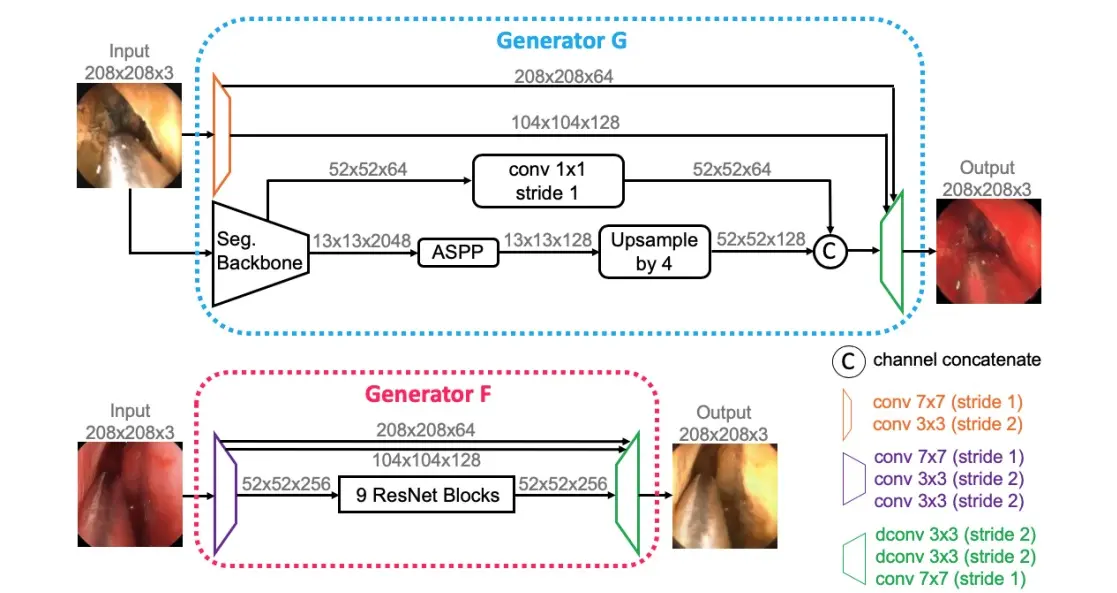 Generator G
Input
208x208x3
208x208x64
104x104x128
52x52x64
conv 1x1
stride 1
52x52x64
Seg.
Backbone
13x13x2048
ASPP
13x13x128
Upsample
by 4
52x52x128
C
Output
208x208x3
C channel concatenate
conv 7x7 (stride 1)
conv 3x3 (stride 2)
conv 7x7 (stride 1)
conv 3x3 (stride 2)
conv 3x3 (stride 2)
dconv 3x3 (stride 2)
dconv 3x3 (stride 2)
conv 7x7 (stride 1)
Generator F
Input
208x208x3
208x208x64
104x104x128
52x52x256
9 ResNet Blocks
52x52x256
Output
208x208x3